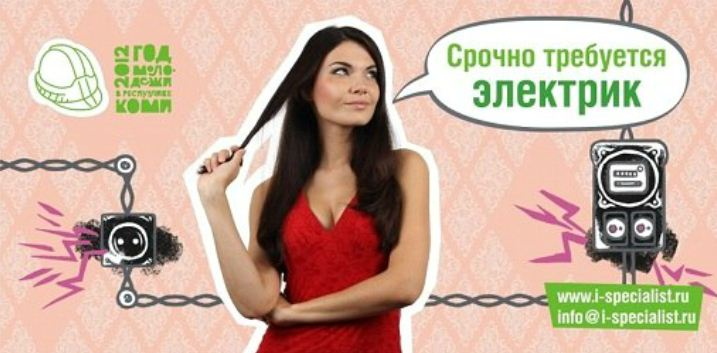 2012
ГОД
МОЛО-
ДЕЖИ
В РЕСПУБЛИКЕ
КОМИ
Срочно требуется
электрик
www.i-specialist.ru
info@i-specialist.ru